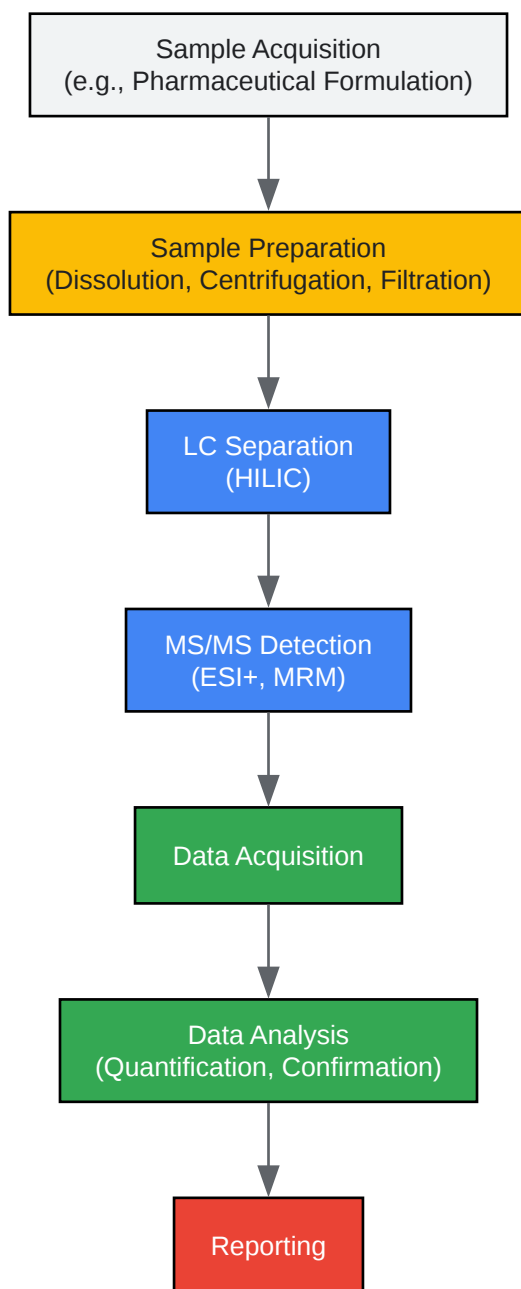 Sample Acquisition
(e.g., Pharmaceutical Formulation)
Sample Preparation
(Dissolution, Centrifugation, Filtration)
LC Separation
(HILIC)
MS/MS Detection
(ESI+, MRM)
Data Acquisition
Data Analysis
(Quantification, Confirmation)
Reporting